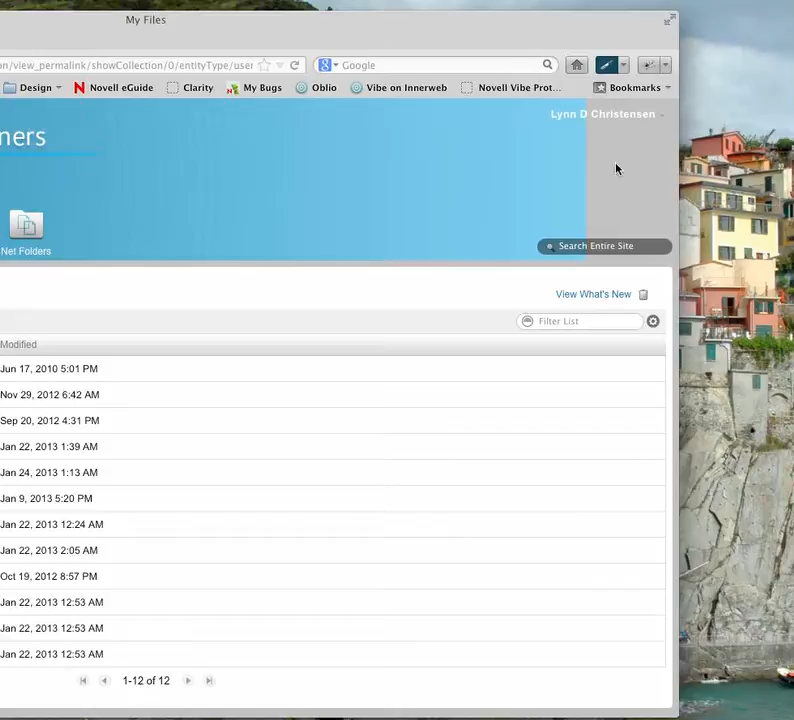 My Files
on/view_permalink/showCollection/0/entityType/user
Google
Design
Novell eGuide
Clarity
My Bugs
Oblio
Vibe on Innerweb
Novell Vibe Prot...
Bookmarks
Lynn D Christensen
ners
Net Folders
Search Entire Site
View What's New
Filter List
Modified
Jun 17, 2010 5:01 PM
Nov 29, 2012 6:42 AM
Sep 20, 2012 4:31 PM
Jan 22, 2013 1:39 AM
Jan 24, 2013 1:13 AM
Jan 9, 2013 5:20 PM
Jan 22, 2013 12:24 AM
Jan 22, 2013 2:05 AM
Oct 19, 2012 8:57 PM
Jan 22, 2013 12:53 AM
Jan 22, 2013 12:53 AM
Jan 22, 2013 12:53 AM
1-12 of 12